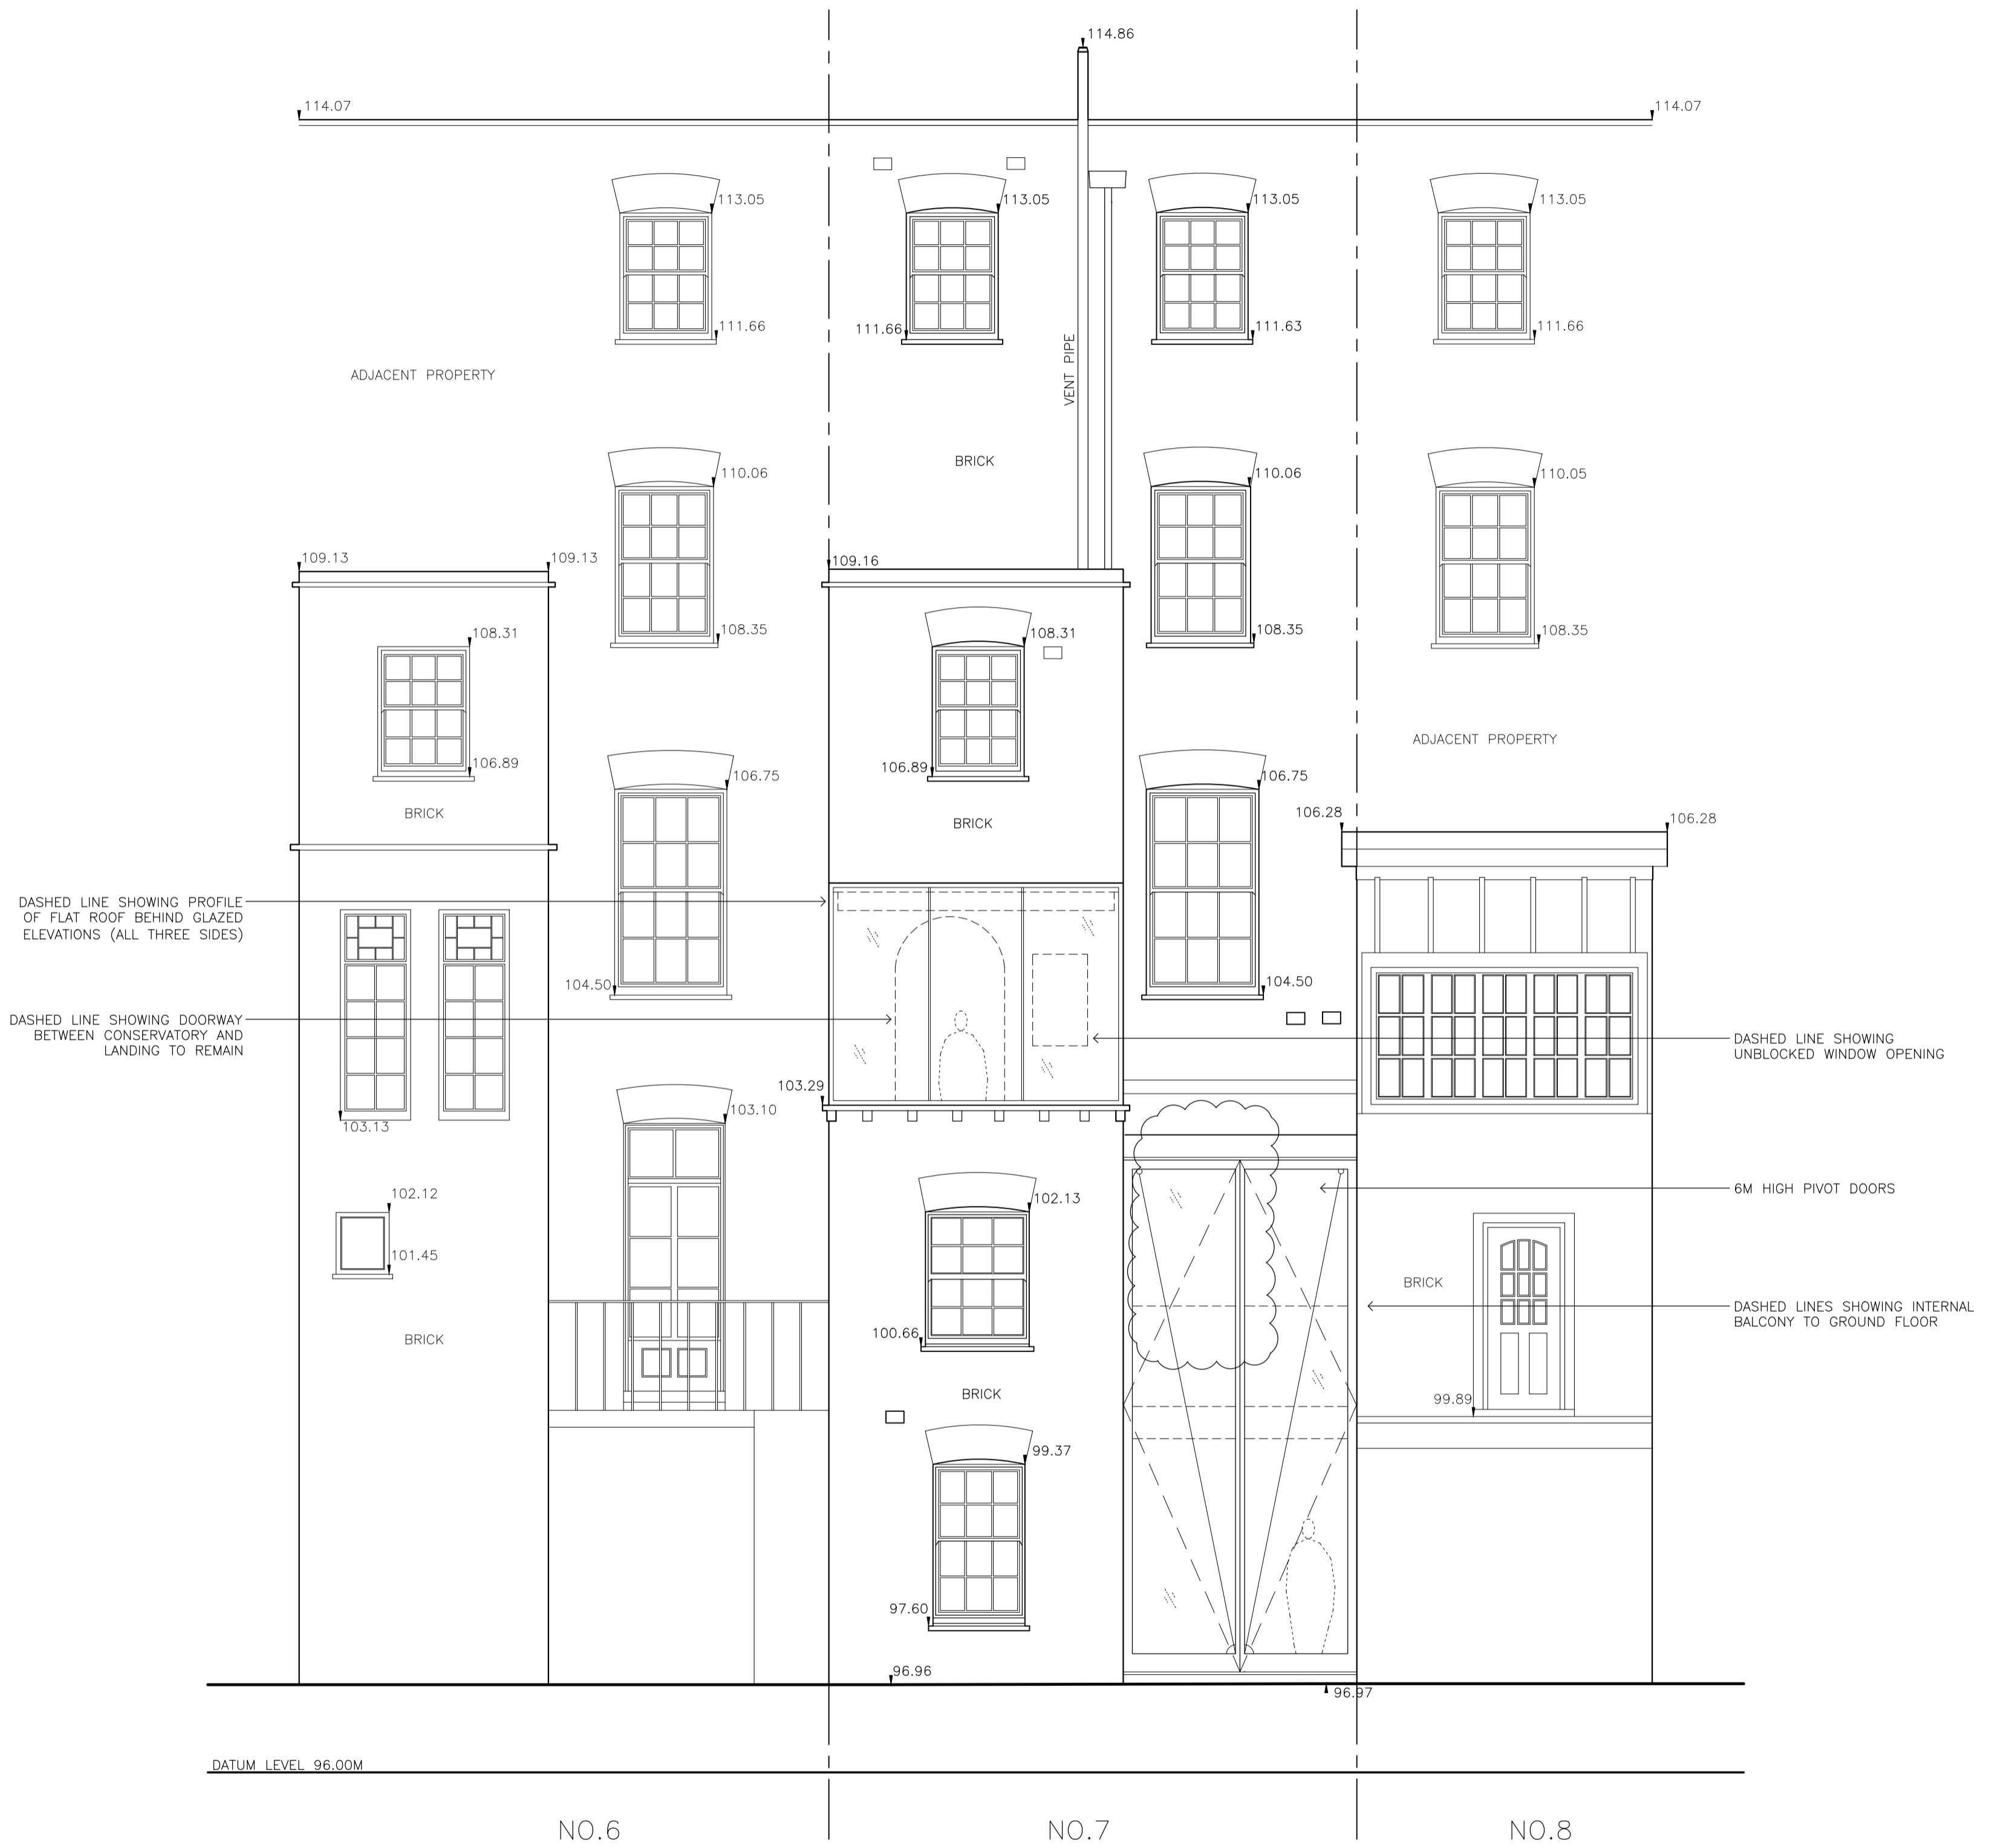 114.86
114.07
114.07
113.05
113.05
113.05
113.05
111.66
111.66
111.63
111.66
VENT PIPE
ADJACENT PROPERTY
BRICK
110.06
110.06
110.05
109.13
109.13
109.16
108.31
108.31
108.35
108.35
108.35
ADJACENT PROPERTY
106.89
106.89
106.75
106.75
BRICK
BRICK
106.28
106.28
DASHED LINE SHOWING PROFILE
OF FLAT ROOF BEHIND GLAZED
ELEVATIONS (ALL THREE SIDES)
104.50
104.50
DASHED LINE SHOWING DOORWAY
BETWEEN CONSERVATORY AND
LANDING TO REMAIN
DASHED LINE SHOWING
UNBLOCKED WINDOW OPENING
103.29
103.10
103.13
102.12
102.13
6M HIGH PIVOT DOORS
101.45
BRICK
BRICK
DASHED LINES SHOWING INTERNAL
BALCONY TO GROUND FLOOR
100.66
BRICK
99.89
99.37
97.60
96.96
96.97
DATUM LEVEL 96.00M
NO.6
NO.7
NO.8